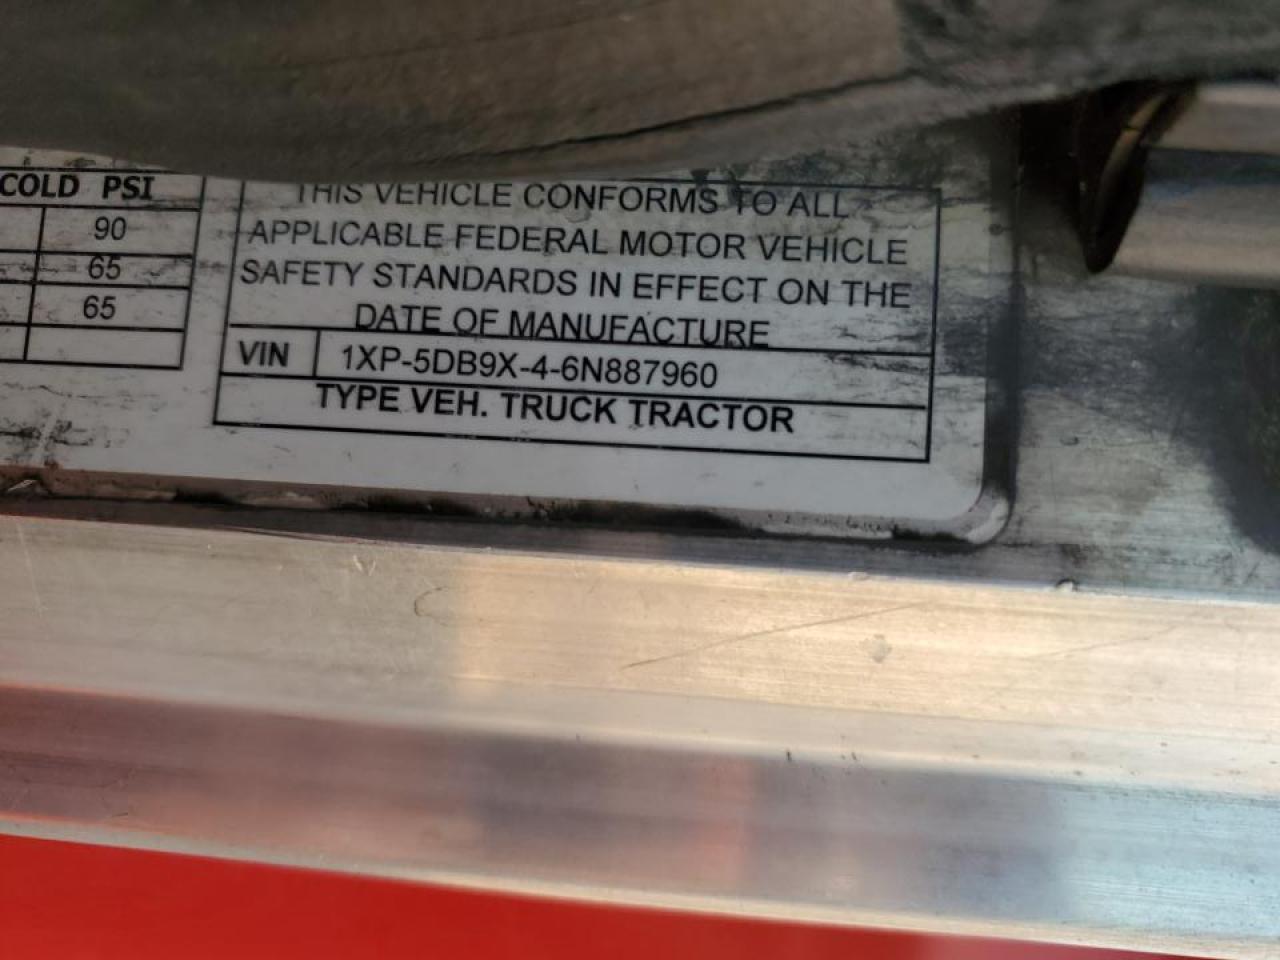 COLD PSI
90
65
65
THIS VEHICLE CONFORMS TO ALL
APPLICABLE FEDERAL MOTOR VEHICLE
SAFETY STANDARDS IN EFFECT ON THE
DATE OF MANUFACTURE
VIN 1XP-5DB9X-4-6N887960
TYPE VEH. TRUCK TRACTOR